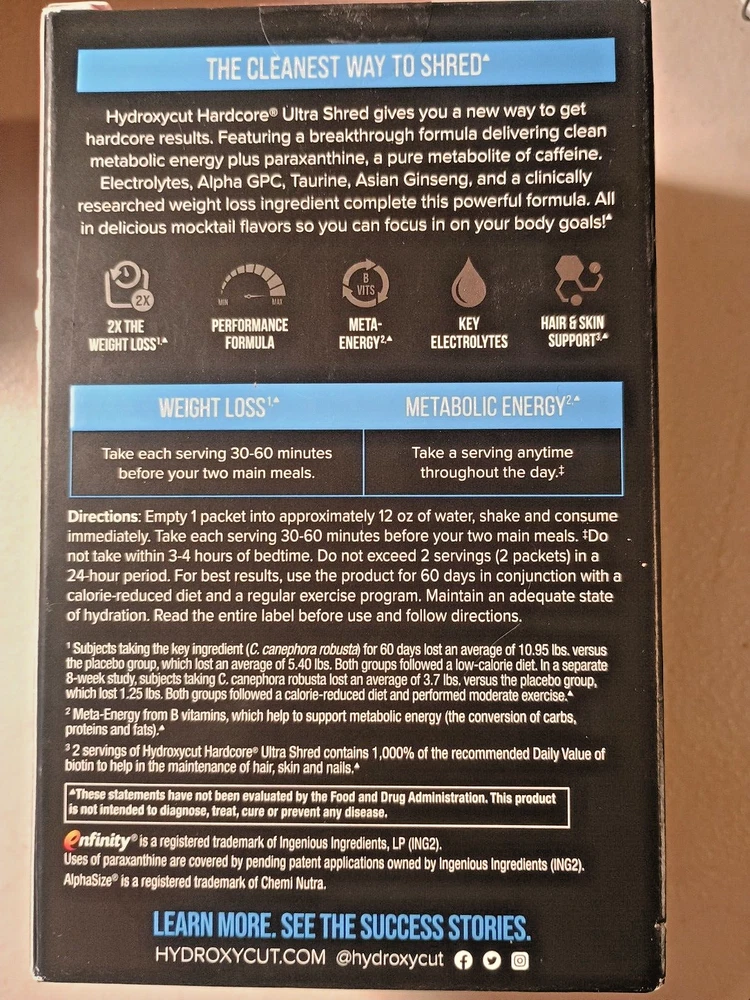 THE CLEANEST WAY TO SHRED▲
Hydroxycut Hardcore® Ultra Shred gives you a new way to get
hardcore results. Featuring a breakthrough formula delivering clean
metabolic energy plus paraxanthine, a pure metabolite of caffeine.
Electrolytes, Alpha GPC, Taurine, Asian Ginseng, and a clinically
researched weight loss ingredient complete this powerful formula. All
in delicious mocktail flavors so you can focus in on your body goals!▲
2X
MIN MAX
B
VITS
2X THE
WEIGHT LOSS¹,▲
PERFORMANCE
FORMULA
META-
ENERGY²,▲
KEY
ELECTROLYTES
HAIR & SKIN
SUPPORT³,▲
WEIGHT LOSS¹,▲
METABOLIC ENERGY²,▲
Take each serving 30-60 minutes
before your two main meals.
Take a serving anytime
throughout the day.‡
Directions: Empty 1 packet into approximately 12 oz of water, shake and consume
immediately. Take each serving 30-60 minutes before your two main meals. ‡Do
not take within 3-4 hours of bedtime. Do not exceed 2 servings (2 packets) in a
24-hour period. For best results, use the product for 60 days in conjunction with a
calorie-reduced diet and a regular exercise program. Maintain an adequate state
of hydration. Read the entire label before use and follow directions.
¹ Subjects taking the key ingredient (C. canephora robusta) for 60 days lost an average of 10.95 lbs. versus
the placebo group, which lost an average of 5.40 lbs. Both groups followed a low-calorie diet. In a separate
8-week study, subjects taking C. canephora robusta lost an average of 3.7 lbs. versus the placebo group,
which lost 1.25 lbs. Both groups followed a calorie-reduced diet and performed moderate exercise.▲
² Meta-Energy from B vitamins, which help to support metabolic energy (the conversion of carbs,
proteins and fats).▲
³ 2 servings of Hydroxycut Hardcore® Ultra Shred contains 1,000% of the recommended Daily Value of
biotin to help in the maintenance of hair, skin and nails.▲
▲These statements have not been evaluated by the Food and Drug Administration. This product
is not intended to diagnose, treat, cure or prevent any disease.
enfinity® is a registered trademark of Ingenious Ingredients, LP (ING2).
Uses of paraxanthine are covered by pending patent applications owned by Ingenious Ingredients (ING2).
AlphaSize® is a registered trademark of Chemi Nutra.
LEARN MORE. SEE THE SUCCESS STORIES.
HYDROXYCUT.COM @hydroxycut